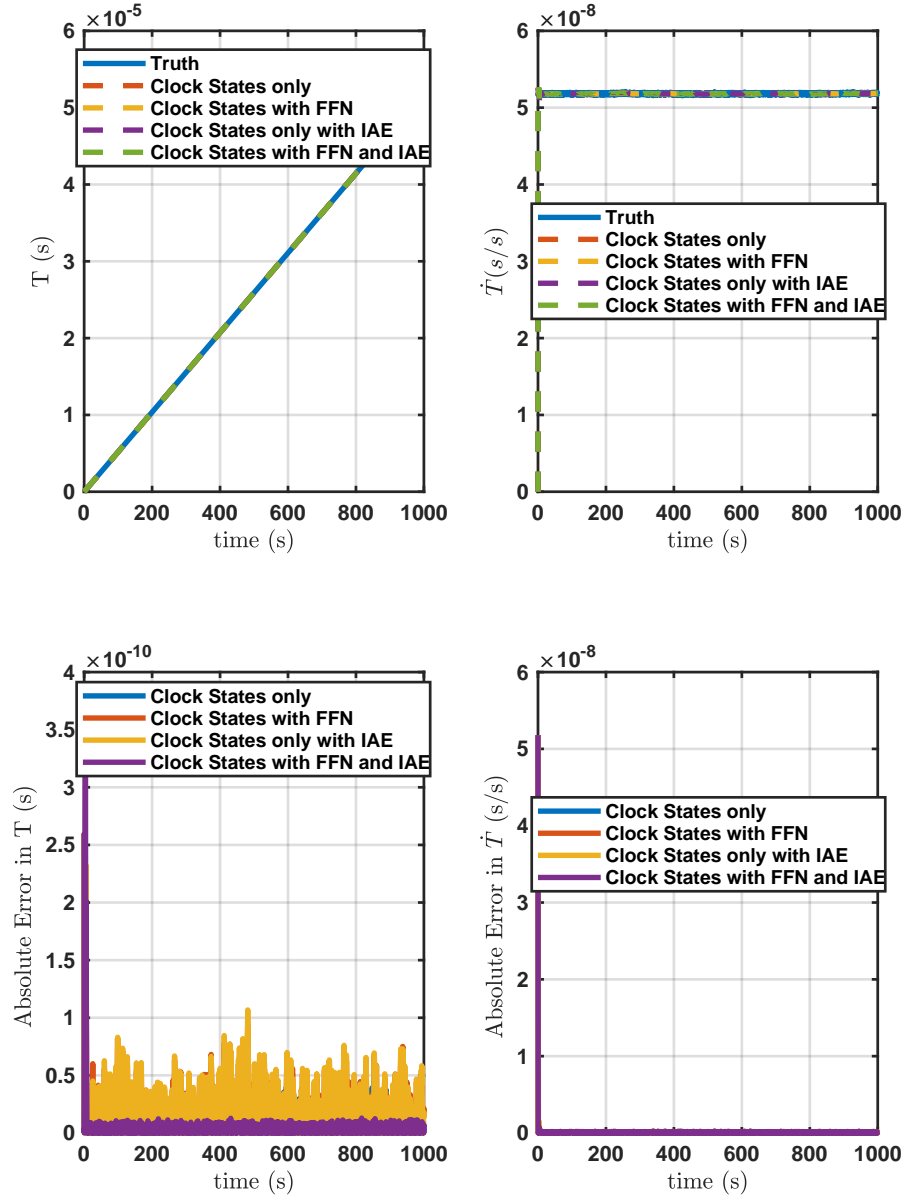 ×10^-5
6
5
4
3
2
1
0
T (s)
Truth
Clock States only
Clock States with FFN
Clock States only with IAE
Clock States with FFN and IAE
0 200 400 600 800 1000
time (s)
×10^-8
6
5
4
3
2
1
0
Ṫ(s/s)
Truth
Clock States only
Clock States with FFN
Clock States only with IAE
Clock States with FFN and IAE
0 200 400 600 800 1000
time (s)
×10^-10
4
3.5
3
2.5
2
1.5
1
0.5
0
Absolute Error in T (s)
Clock States only
Clock States with FFN
Clock States only with IAE
Clock States with FFN and IAE
0 200 400 600 800 1000
time (s)
×10^-8
6
5
4
3
2
1
0
Absolute Error in Ṫ (s/s)
Clock States only
Clock States with FFN
Clock States only with IAE
Clock States with FFN and IAE
0 200 400 600 800 1000
time (s)